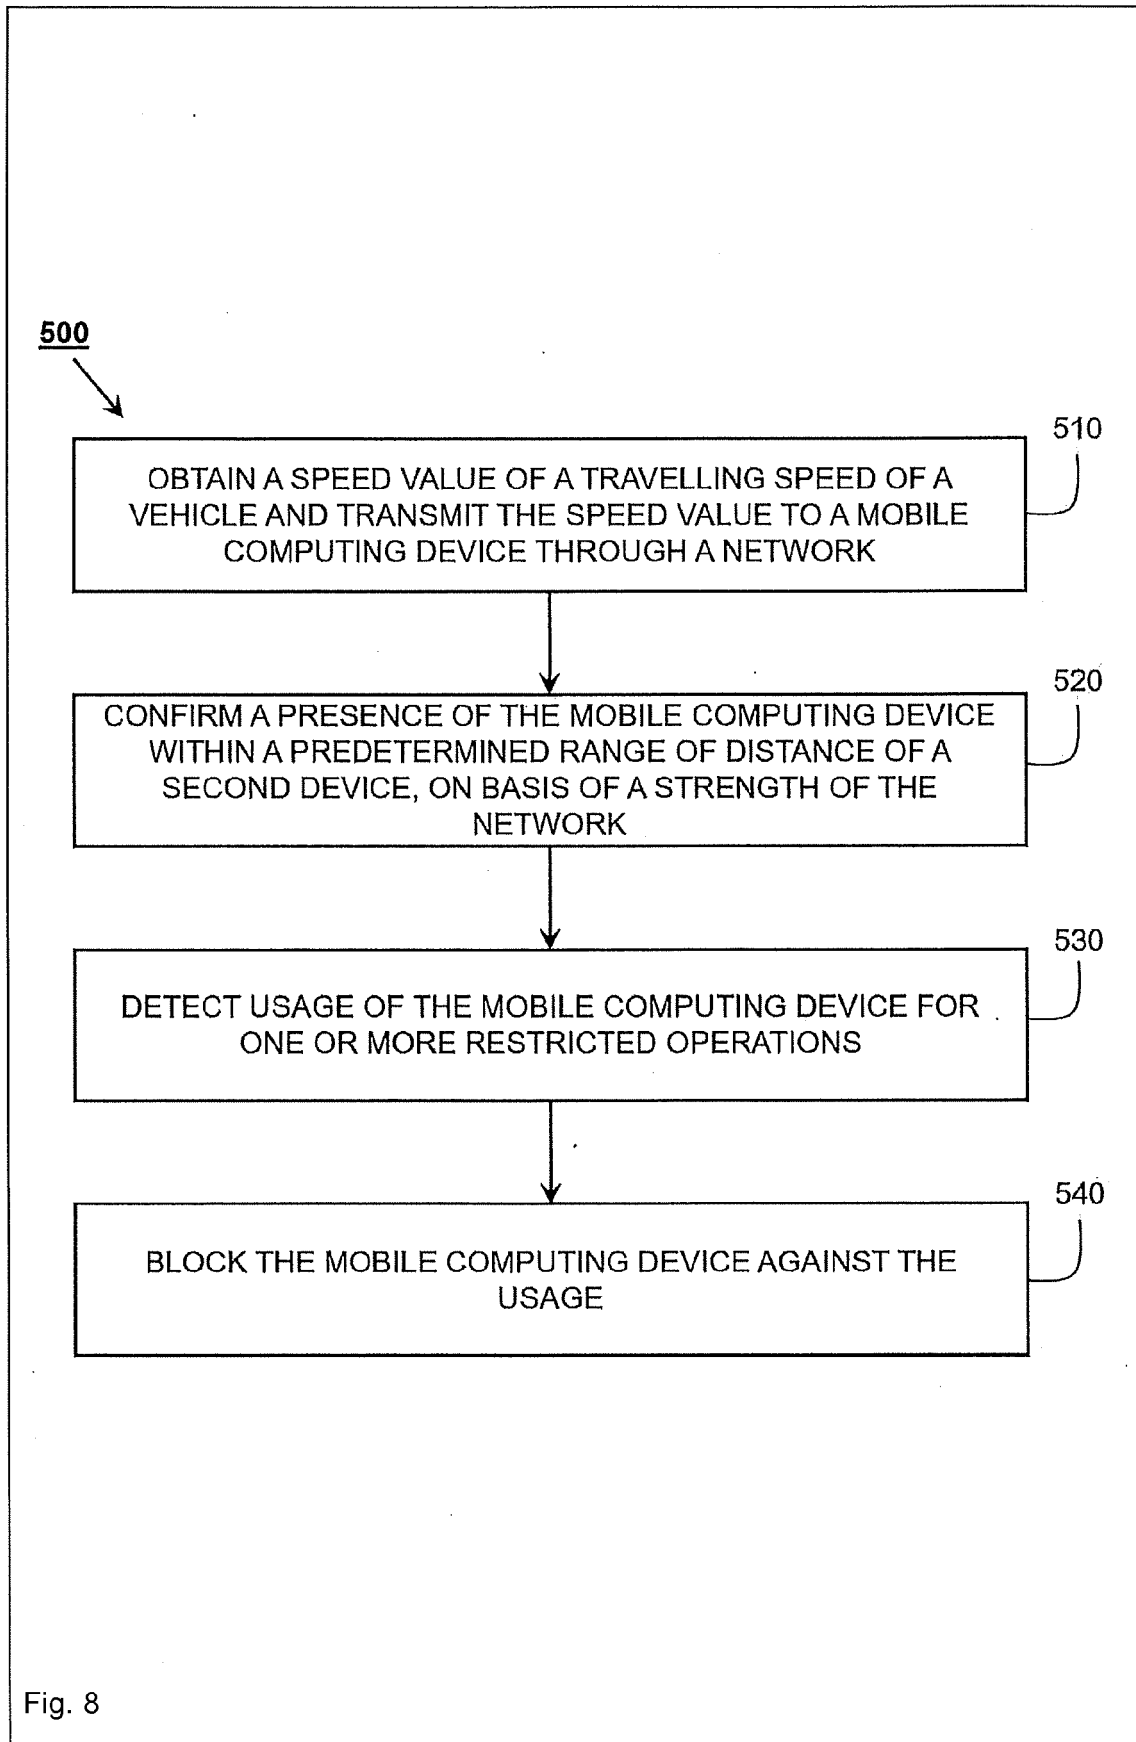 500
510
OBTAIN A SPEED VALUE OF A TRAVELLING SPEED OF A
VEHICLE AND TRANSMIT THE SPEED VALUE TO A MOBILE
COMPUTING DEVICE THROUGH A NETWORK
520
CONFIRM A PRESENCE OF THE MOBILE COMPUTING DEVICE
WITHIN A PREDETERMINED RANGE OF DISTANCE OF A
SECOND DEVICE, ON BASIS OF A STRENGTH OF THE
NETWORK
530
DETECT USAGE OF THE MOBILE COMPUTING DEVICE FOR
ONE OR MORE RESTRICTED OPERATIONS
540
BLOCK THE MOBILE COMPUTING DEVICE AGAINST THE
USAGE
Fig. 8